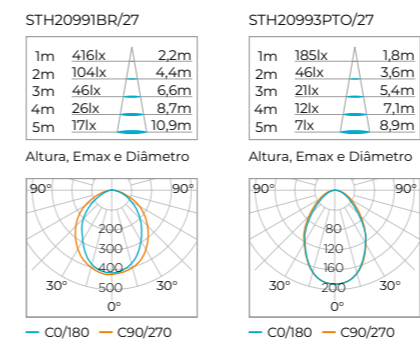 STH20991BR/27
1m 416lx 2,2m
2m 104lx 4,4m
3m 46lx 6,6m
4m 26lx 8,7m
5m 17lx 10,9m
Altura, Emax e Diâmetro
90° 90°
200
300
400
30° 500 30°
0°
C0/180 C90/270
STH20993PTO/27
1m 185lx 1,8m
2m 46lx 3,6m
3m 21lx 5,4m
4m 12lx 7,1m
5m 7lx 8,9m
Altura, Emax e Diâmetro
90° 90°
80
120
160
30° 200 30°
0°
C0/180 C90/270